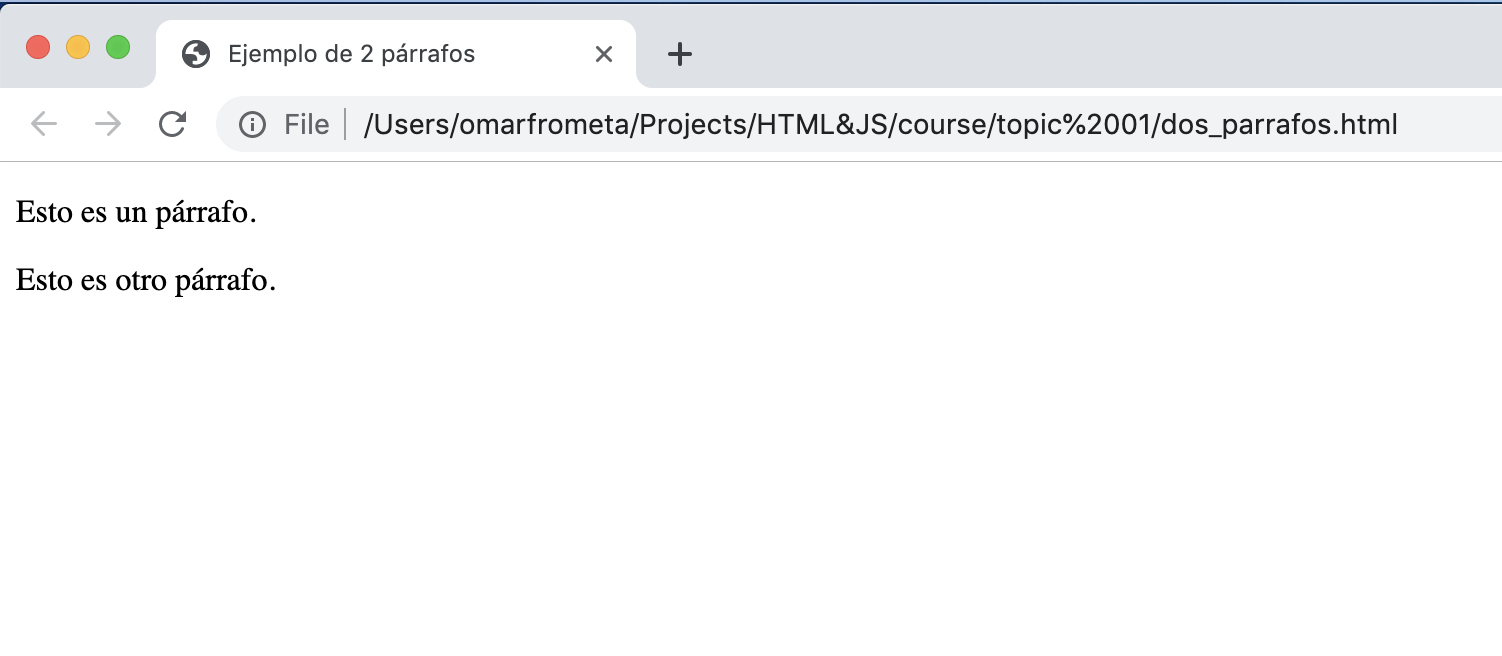 Ejemplo de 2 párrafos
File /Users/omarfrometa/Projects/HTML&JS/course/topic%2001/dos_parrafos.html
Esto es un párrafo.
Esto es otro párrafo.